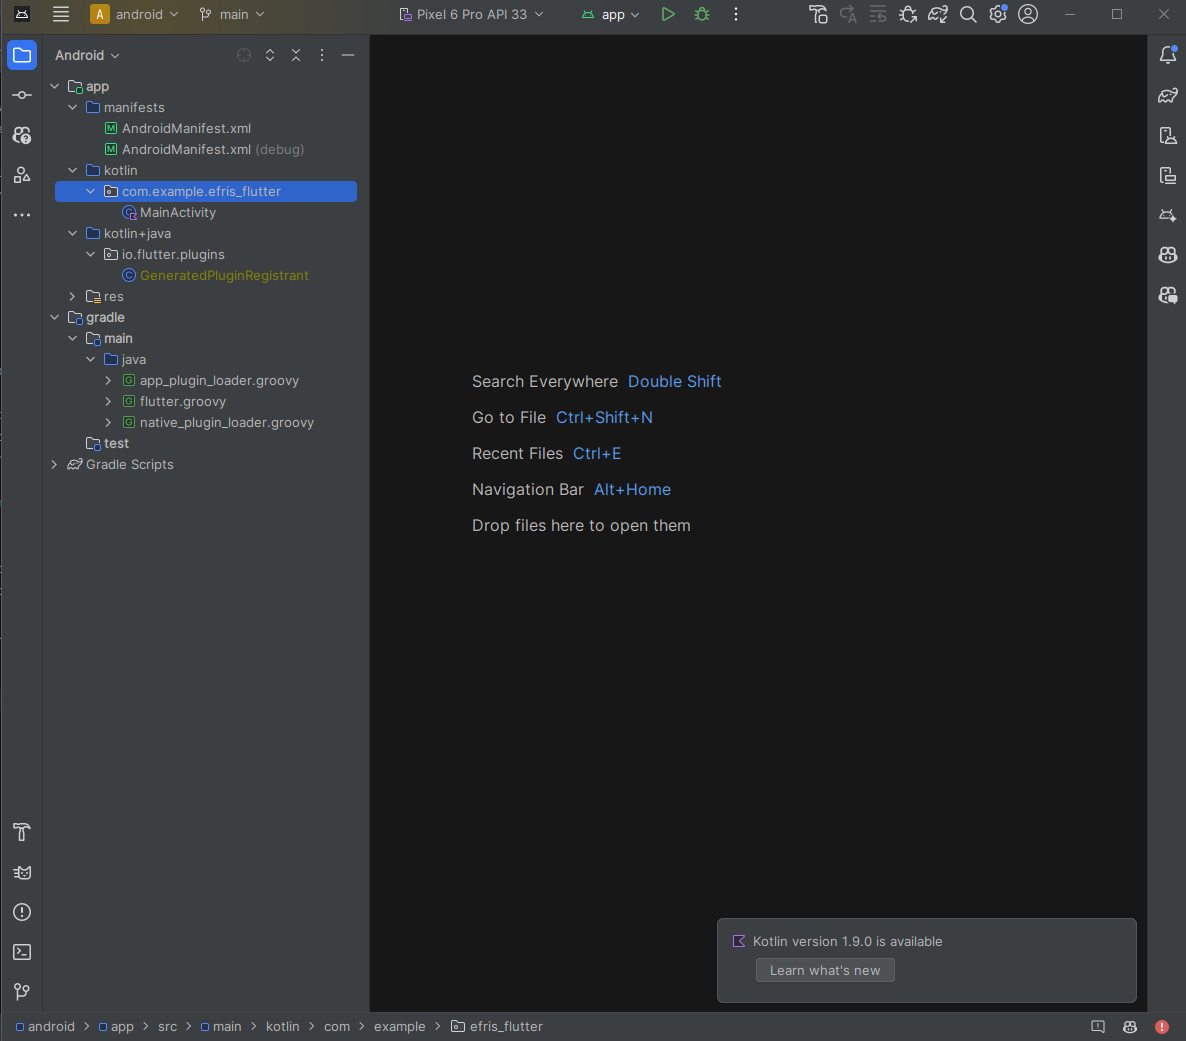 A android main Pixel 6 Pro API 33 app
Android
app
manifests
AndroidManifest.xml
AndroidManifest.xml (debug)
kotlin
com.example.efris_flutter
MainActivity
kotlin+java
io.flutter.plugins
GeneratedPluginRegistrant
res
gradle
main
java
app_plugin_loader.groovy
flutter.groovy
native_plugin_loader.groovy
test
Gradle Scripts
Search Everywhere Double Shift
Go to File Ctrl+Shift+N
Recent Files Ctrl+E
Navigation Bar Alt+Home
Drop files here to open them
Kotlin version 1.9.0 is available
Learn what's new
android > app > src > main > kotlin > com > example > efris_flutter